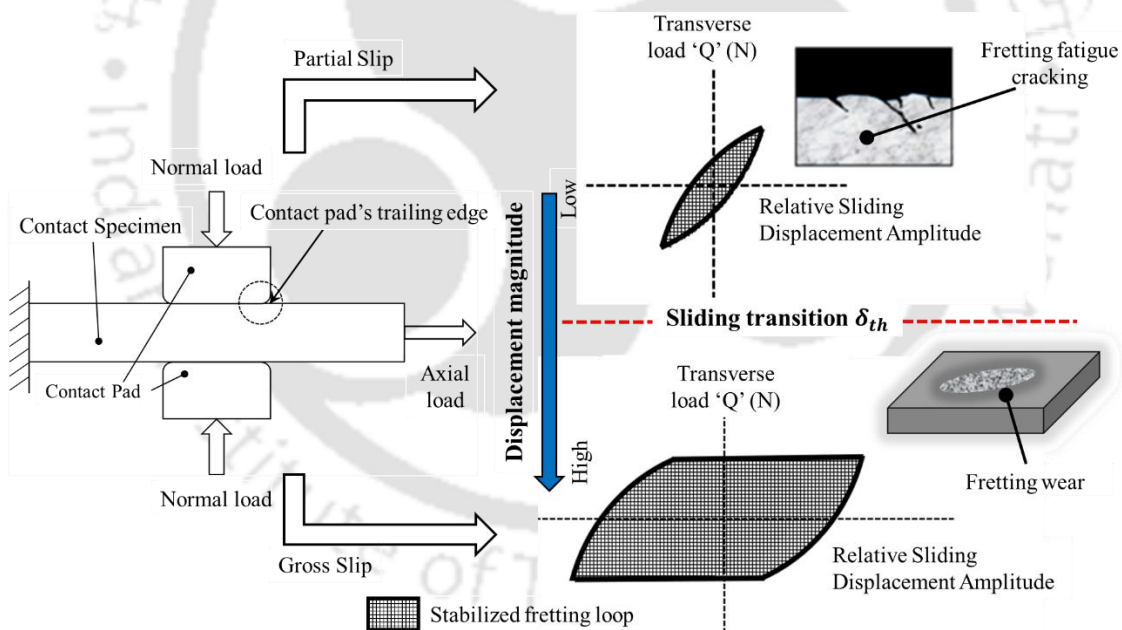 Partial Slip
Normal load
Contact Specimen
Contact pad's trailing edge
Contact Pad
Axial
load
Normal load
Gross Slip
Displacement magnitude
Low
High
Transverse
load 'Q' (N)
Fretting fatigue
cracking
Relative Sliding
Displacement Amplitude
Sliding transition δth
Transverse
load 'Q' (N)
Fretting wear
Relative Sliding
Displacement Amplitude
Stabilized fretting loop